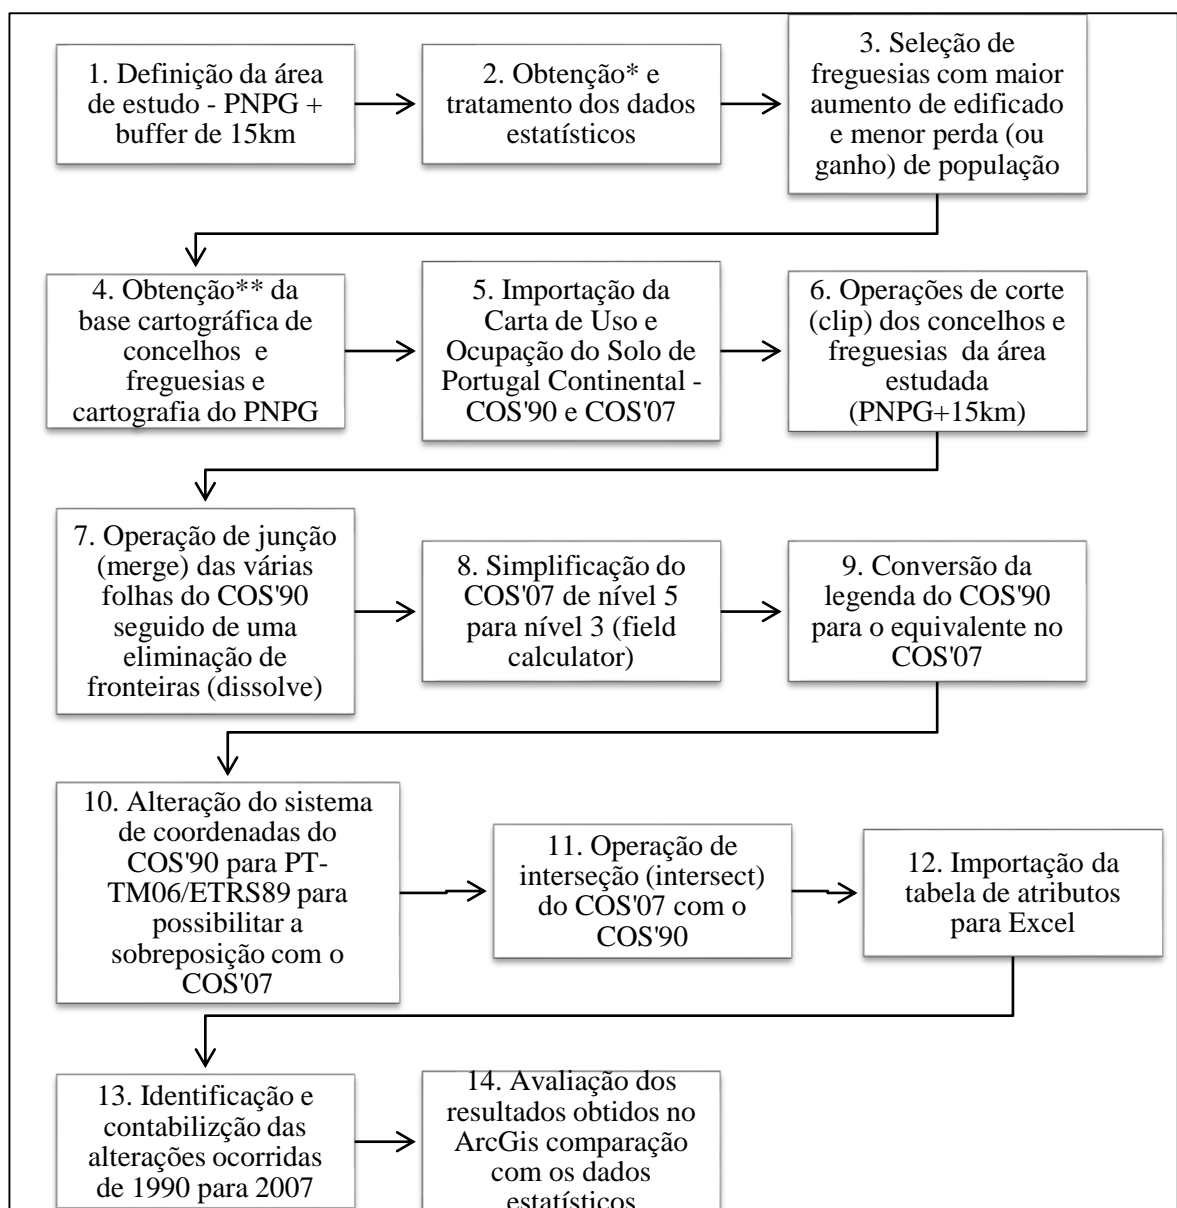 1. Definição da área
de estudo - PNPG +
buffer de 15km
2. Obtenção* e
tratamento dos dados
estatísticos
3. Seleção de
freguesias com maior
aumento de edificado
e menor perda (ou
ganho) de população
4. Obtenção** da
base cartográfica de
concelhos e
freguesias e
cartografia do PNPG
5. Importação da
Carta de Uso e
Ocupação do Solo de
Portugal Continental -
COS'90 e COS'07
6. Operações de corte
(clip) dos concelhos e
freguesias da área
estudada
(PNPG+15km)
7. Operação de junção
(merge) das várias
folhas do COS'90
seguido de uma
eliminação de
fronteiras (dissolve)
8. Simplificação do
COS'07 de nível 5
para nível 3 (field
calculator)
9. Conversão da
legenda do COS'90
para o equivalente no
COS'07
10. Alteração do sistema
de coordenadas do
COS'90 para PT-
TM06/ETRS89 para
possibilitar a
sobreposição com o
COS'07
11. Operação de
interseção (intersect)
do COS'07 com o
COS'90
12. Importação da
tabela de atributos
para Excel
13. Identificação e
contabilizção das
alterações ocorridas
de 1990 para 2007
14. Avaliação dos
resultados obtidos no
ArcGis comparação
com os dados
estatísticos